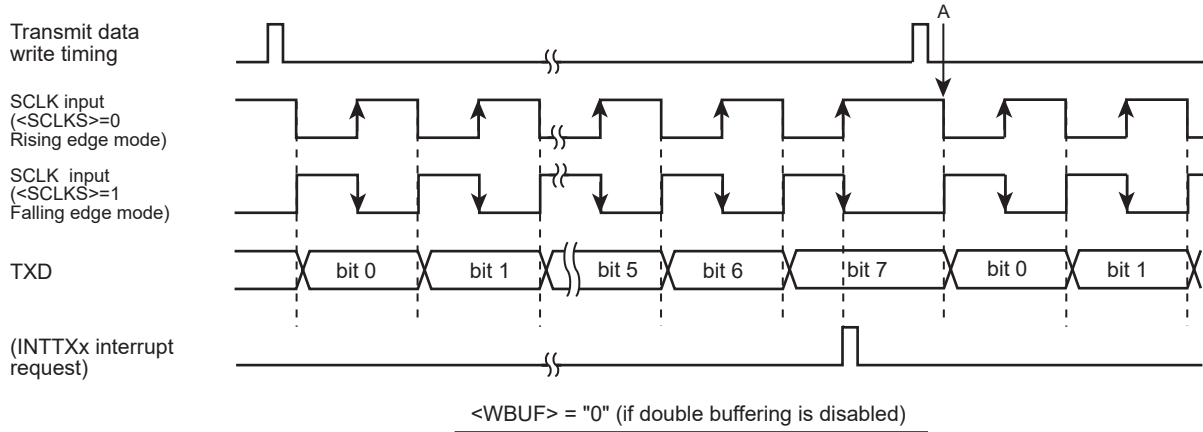 Transmit data
write timing
A
SCLK input
(<SCLKS>=0
Rising edge mode)
SCLK input
(<SCLKS>=1
Falling edge mode)
TXD
bit 0
bit 1
bit 5
bit 6
bit 7
bit 0
bit 1
(INTTXx interrupt
request)
<WBUF> = "0" (if double buffering is disabled)